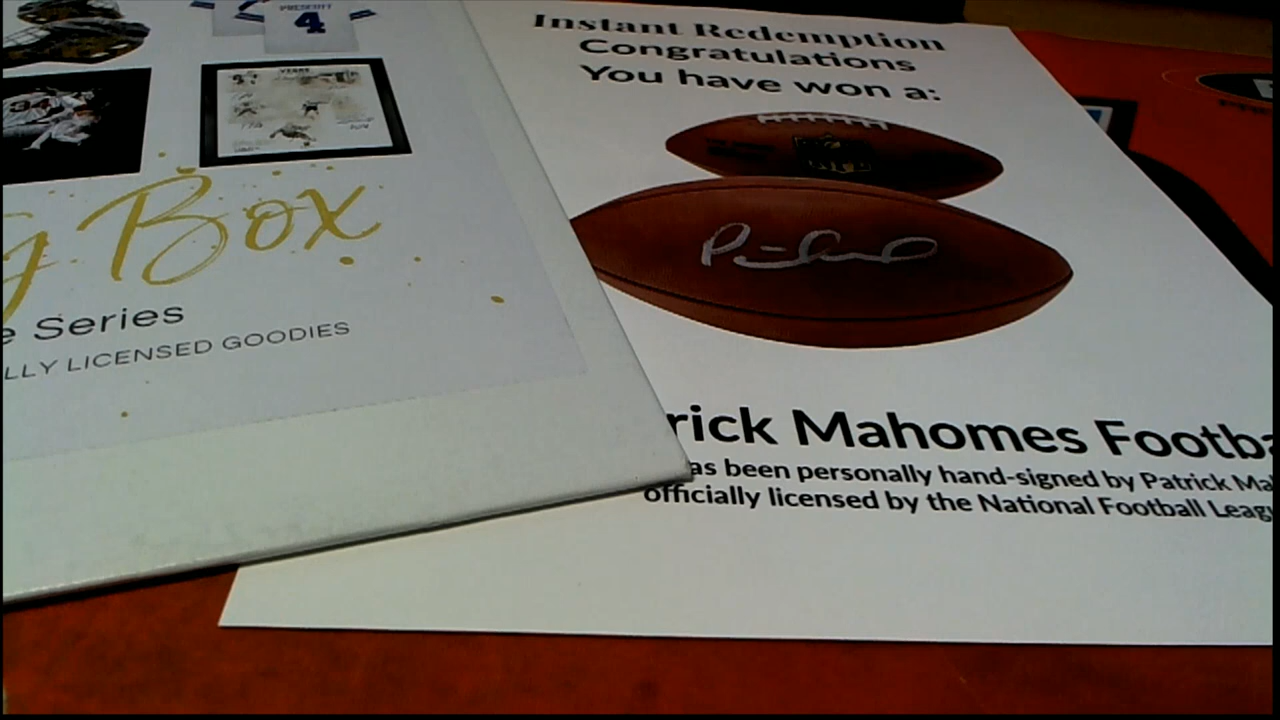 PRESCOTT
4
y Box
e Series
LLY LICENSED GOODIES
Instant Redemption
Congratulations
You have won a:
NFL
rick Mahomes Footba
as been personally hand-signed by Patrick Ma
officially licensed by the National Football Leag